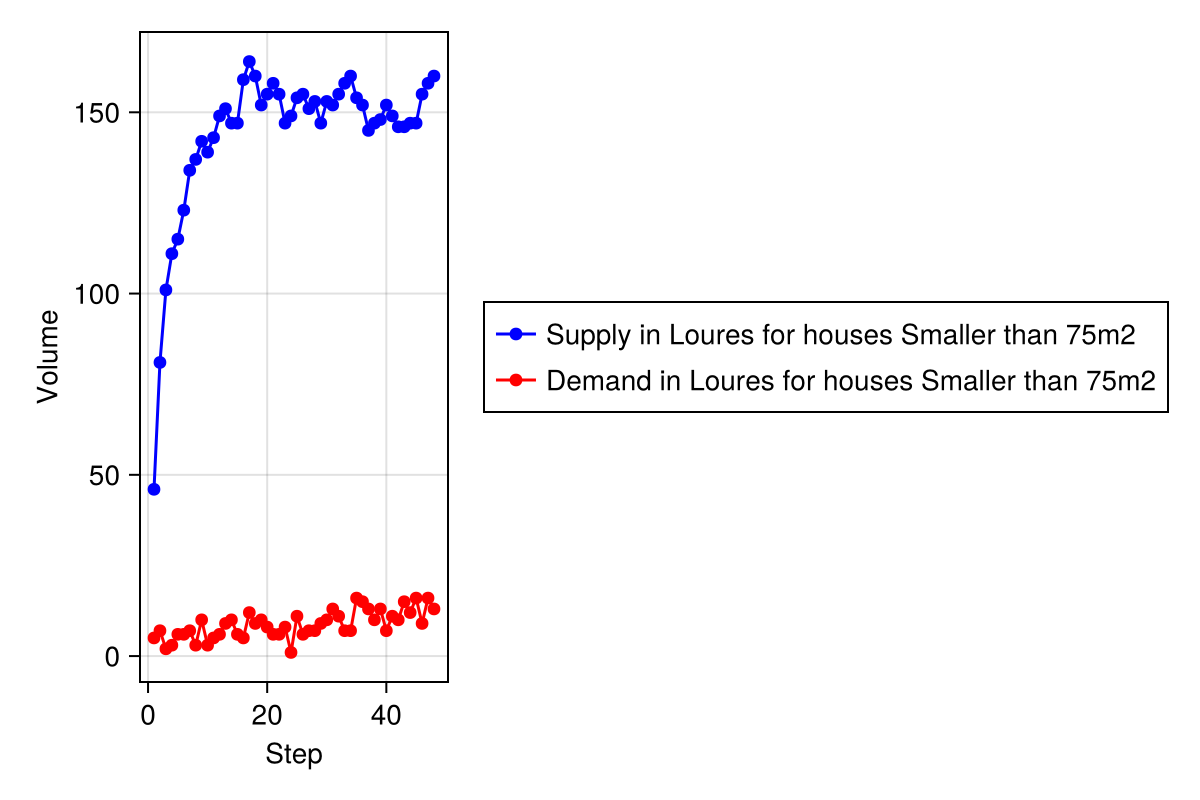 Volume
150
100
50
0
0 20 40
Step
Supply in Loures for houses Smaller than 75m2
Demand in Loures for houses Smaller than 75m2